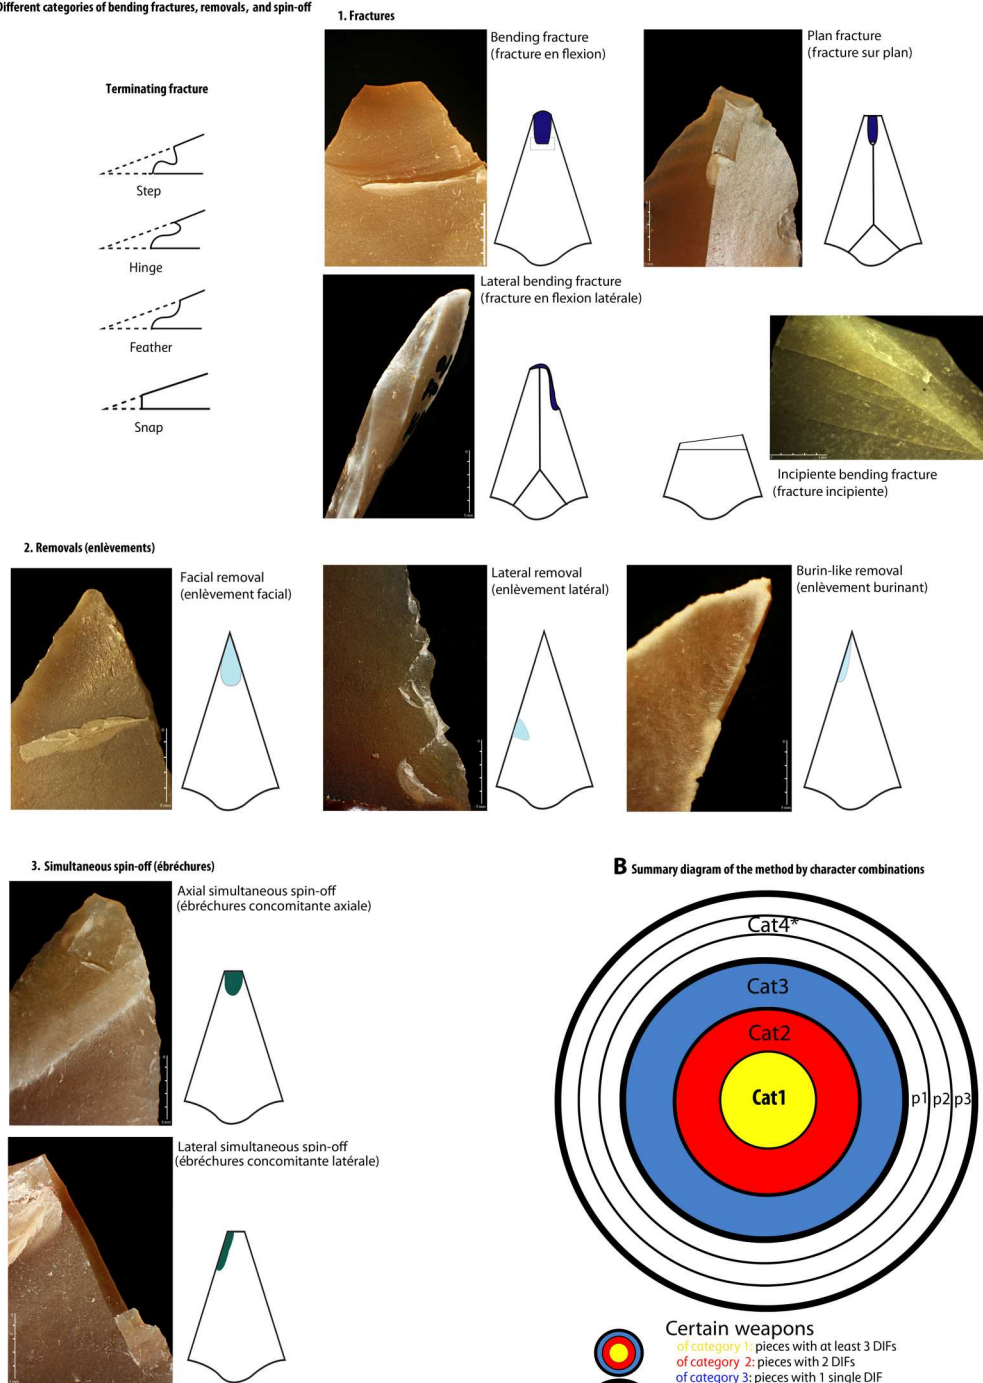 Different categories of bending fractures, removals, and spin-off
1. Fractures
Terminating fracture
Step
Hinge
Feather
Snap
Bending fracture
(fracture en flexion)
Plan fracture
(fracture sur plan)
Lateral bending fracture
(fracture en flexion latérale)
Incipiente bending fracture
(fracture incipiente)
2. Removals (enlèvements)
Facial removal
(enlèvement facial)
Lateral removal
(enlèvement latéral)
Burin-like removal
(enlèvement burinant)
3. Simultaneous spin-off (ébréchures)
Axial simultaneous spin-off
(ébréchures concomitante axiale)
Lateral simultaneous spin-off
(ébréchures concomitante latérale)
B Summary diagram of the method by character combinations
Cat4*
Cat3
Cat2
Cat1
p1 p2 p3
Certain weapons
of category 1: pieces with at least 3 DIFs
of category 2: pieces with 2 DIFs
of category 3: pieces with 1 single DIF